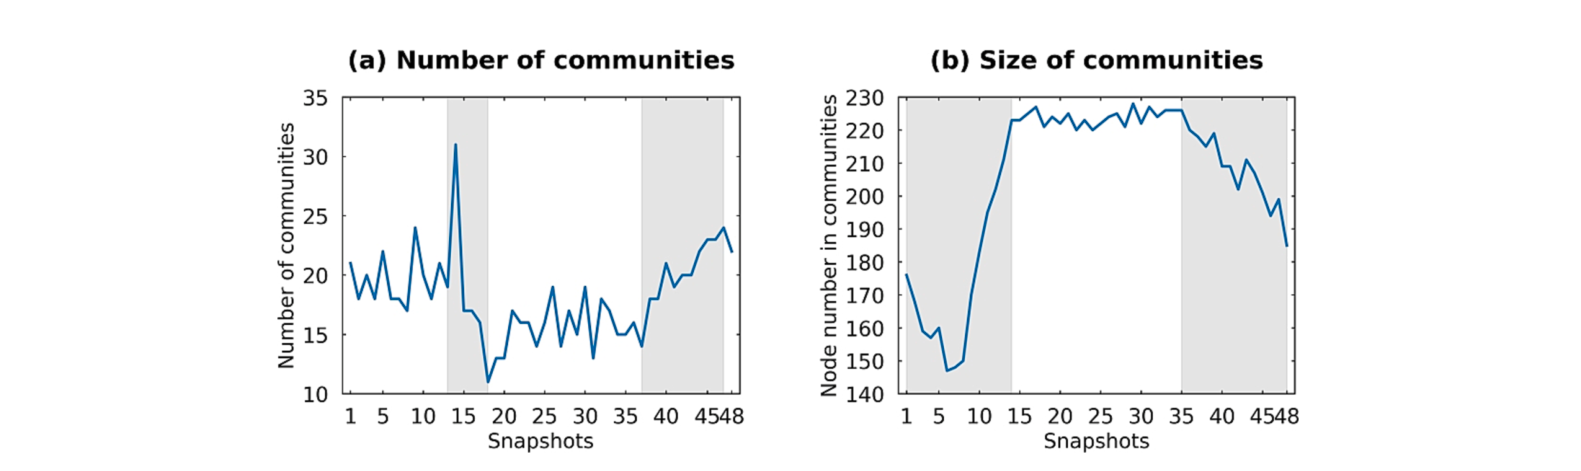 (a) Number of communities
Number of communities
35
30
25
20
15
10
1 5 10 15 20 25 30 35 40 4548
Snapshots
(b) Size of communities
Node number in communities
230
220
210
200
190
180
170
160
150
140
1 5 10 15 20 25 30 35 40 4548
Snapshots